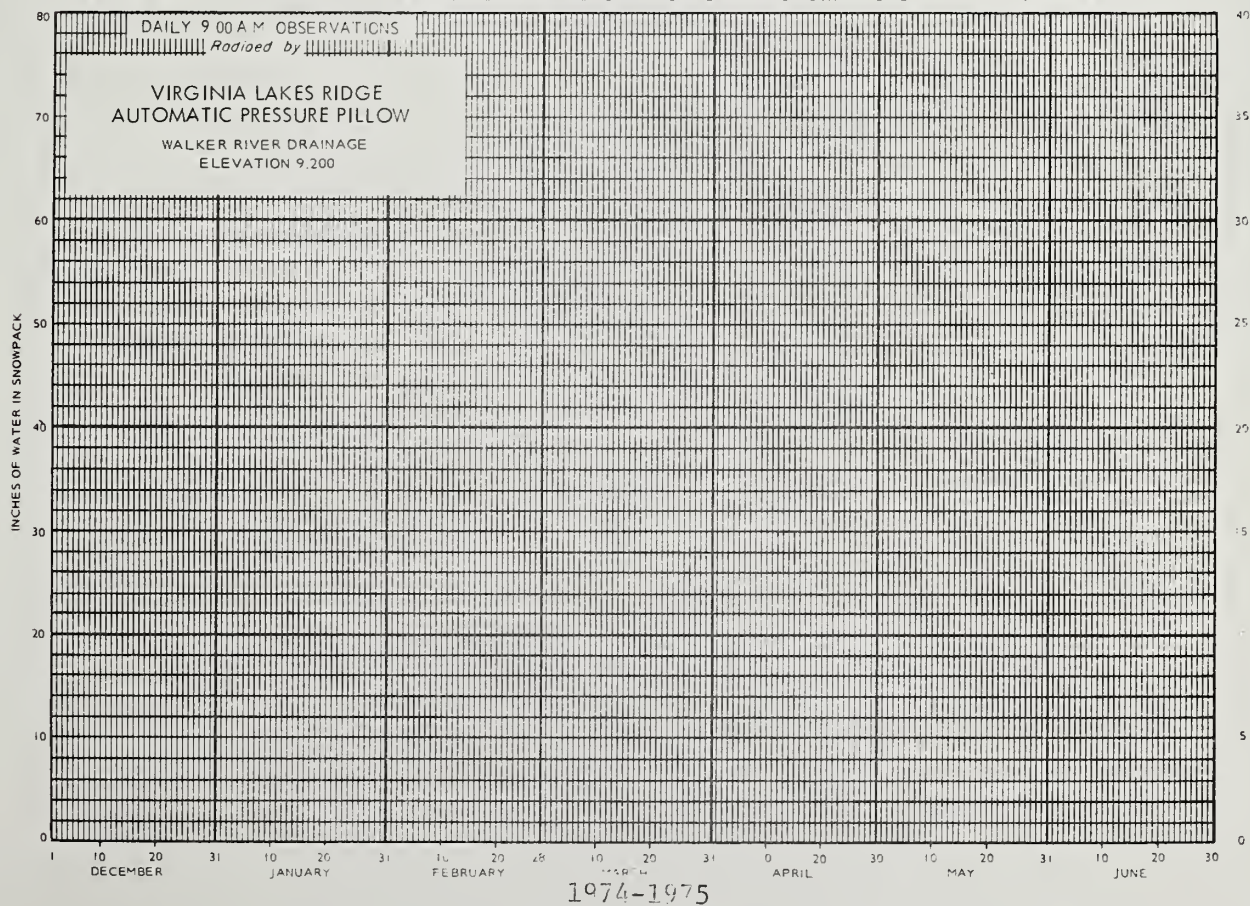 DAILY 9 00 A M OBSERVATIONS
Radioed by
VIRGINIA LAKES RIDGE
AUTOMATIC PRESSURE PILLOW
WALKER RIVER DRAINAGE
ELEVATION 9,200
INCHES OF WATER IN SNOWPACK
80
70
60
50
40
30
20
10
0
40
35
30
25
20
5
0
1 10 20 31 10 20 31 20 28 10 20 20 30 10 20 31 10 20 30
DECEMBER JANUARY FEBRUARY MARCH APRIL MAY JUNE
1974-1975